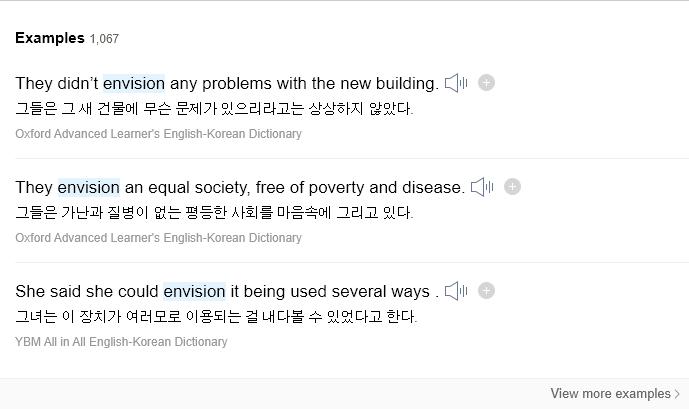 Examples 1,067
They didn’t envision any problems with the new building.
그들은 그 새 건물에 무슨 문제가 있으리라고는 상상하지 않았다.
Oxford Advanced Learner's English-Korean Dictionary
They envision an equal society, free of poverty and disease.
그들은 가난과 질병이 없는 평등한 사회를 마음속에 그리고 있다.
Oxford Advanced Learner's English-Korean Dictionary
She said she could envision it being used several ways .
그녀는 이 장치가 여러모로 이용되는 걸 내다볼 수 있었다고 한다.
YBM All in All English-Korean Dictionary
View more examples